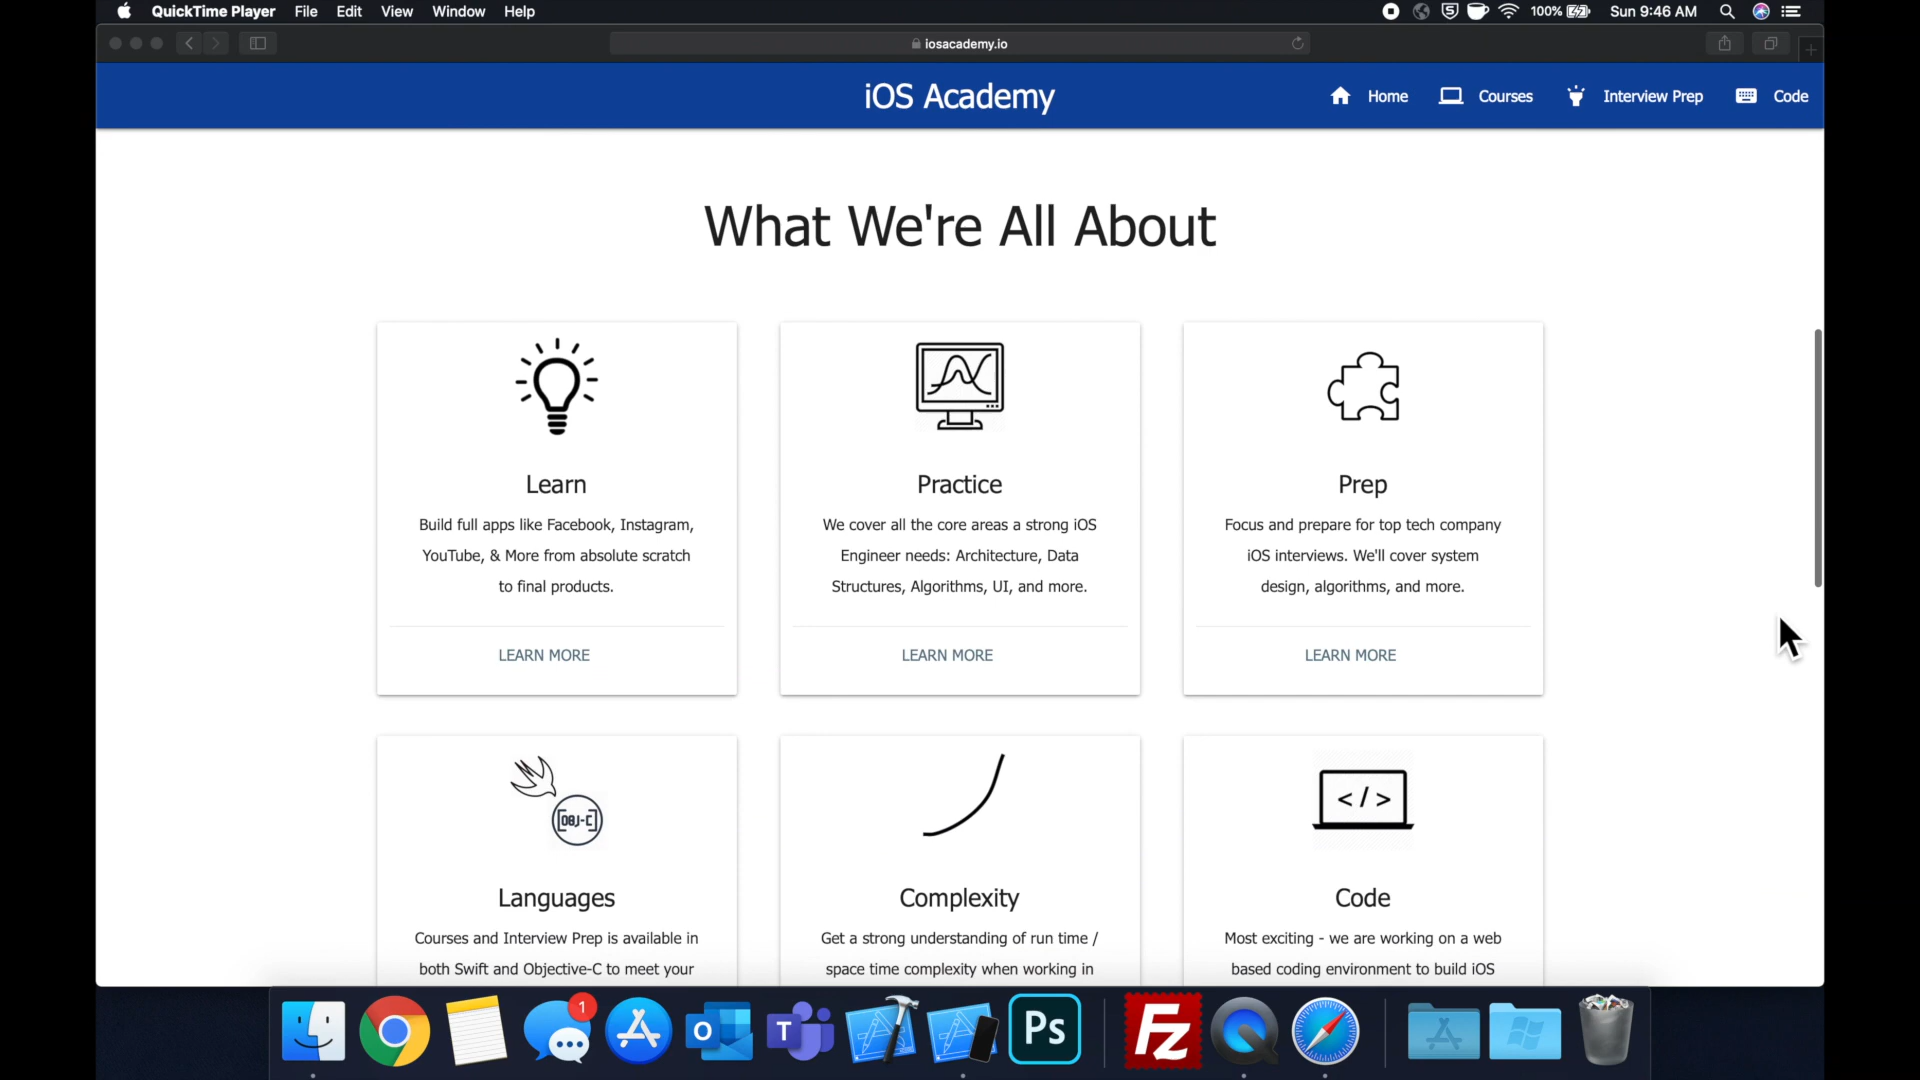 QuickTime Player File Edit View Window Help 100% Sun 9:46 AM
iosacademy.io
iOS Academy Home Courses Interview Prep Code
What We're All About
Learn
Build full apps like Facebook, Instagram,
YouTube, & More from absolute scratch
to final products.
LEARN MORE
Practice
We cover all the core areas a strong iOS
Engineer needs: Architecture, Data
Structures, Algorithms, UI, and more.
LEARN MORE
Prep
Focus and prepare for top tech company
iOS interviews. We'll cover system
design, algorithms, and more.
LEARN MORE
[OBJ-C]
Languages
Courses and Interview Prep is available in
both Swift and Objective-C to meet your
Complexity
Get a strong understanding of run time /
space time complexity when working in
</>
Code
Most exciting - we are working on a web
based coding environment to build iOS
1
O
T
Ps
Fz